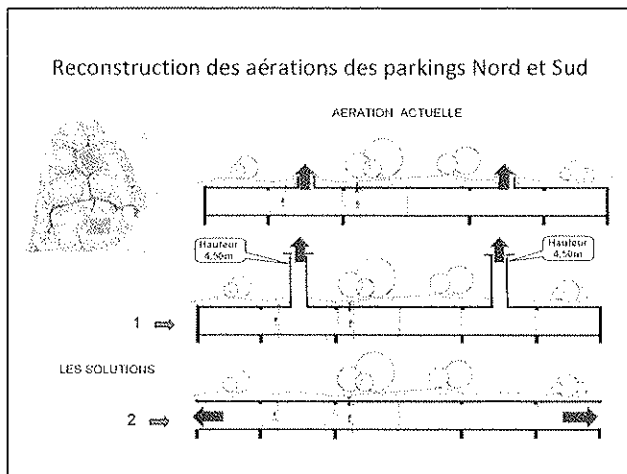 Reconstruction des aérations des parkings Nord et Sud
AERATION ACTUELLE
Hauteur
4,50m
Hauteur
4,50m
1
LES SOLUTIONS
2